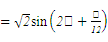 = √2sin(2▯ + ▯/12)